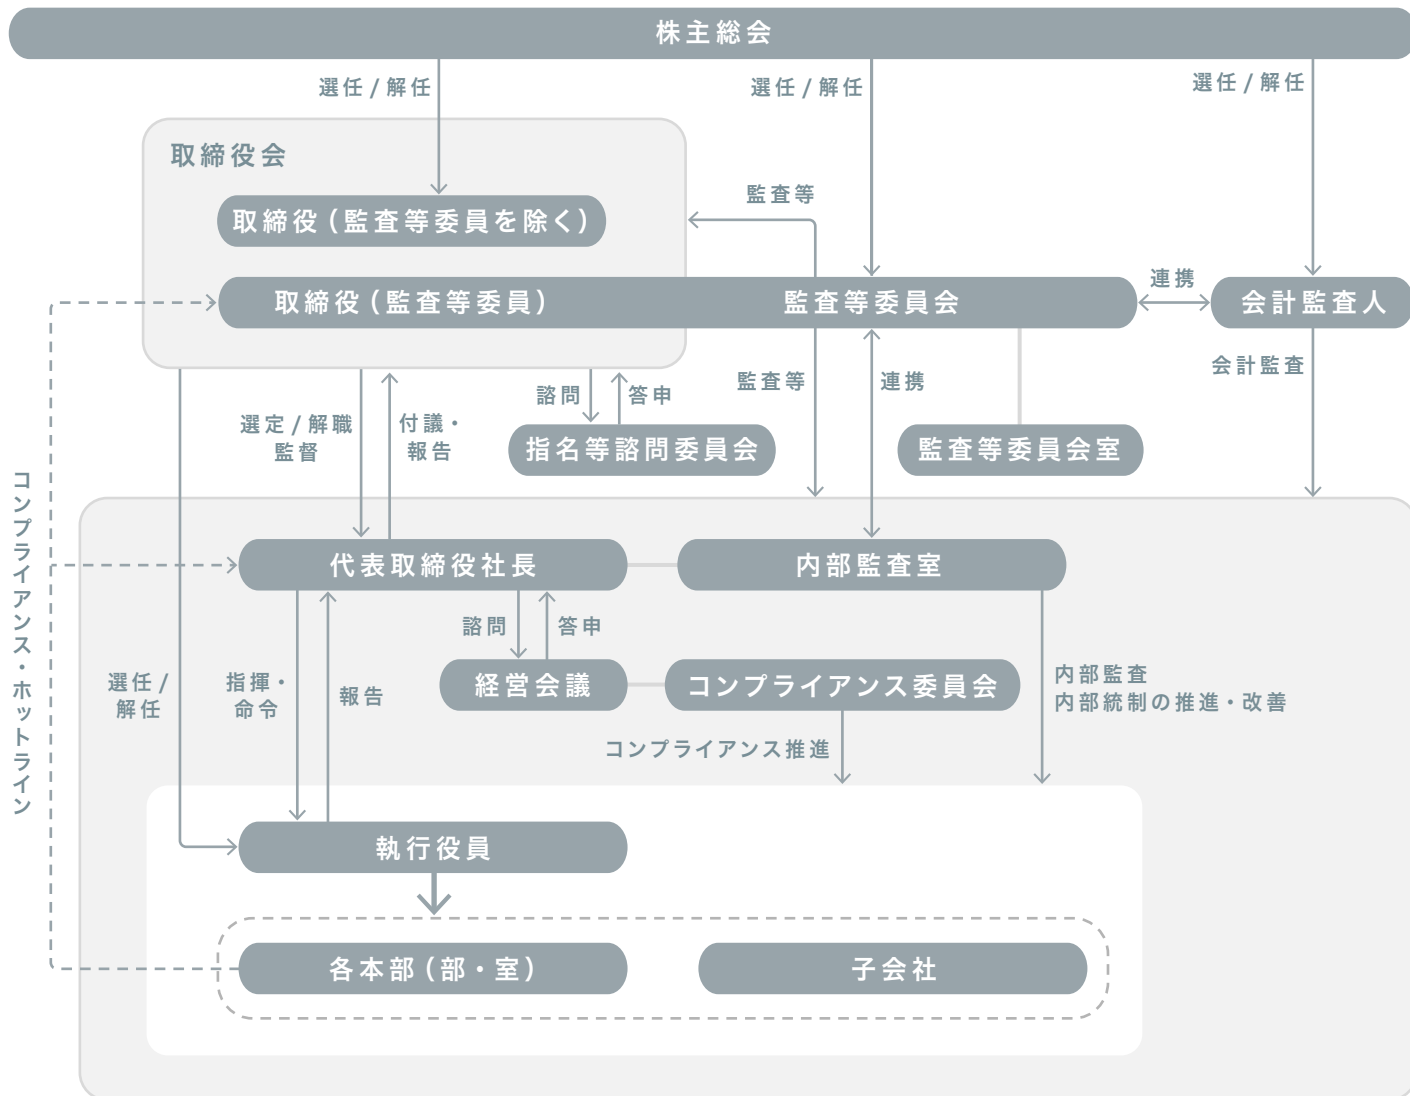 株主総会
選任 / 解任
選任 / 解任
選任 / 解任
取締役会
取締役（監査等委員を除く）
監査等
取締役（監査等委員）
監査等委員会
連携
会計監査人
選定 / 解職
監督
付議・
報告
諮問
答申
監査等
連携
会計監査
指名等諮問委員会
監査等委員会室
コンプライアンス・ホットライン
代表取締役社長
内部監査室
諮問
答申
選任 /
解任
指揮・
命令
報告
経営会議
コンプライアンス委員会
内部監査
内部統制の推進・改善
コンプライアンス推進
執行役員
各本部（部・室）
子会社